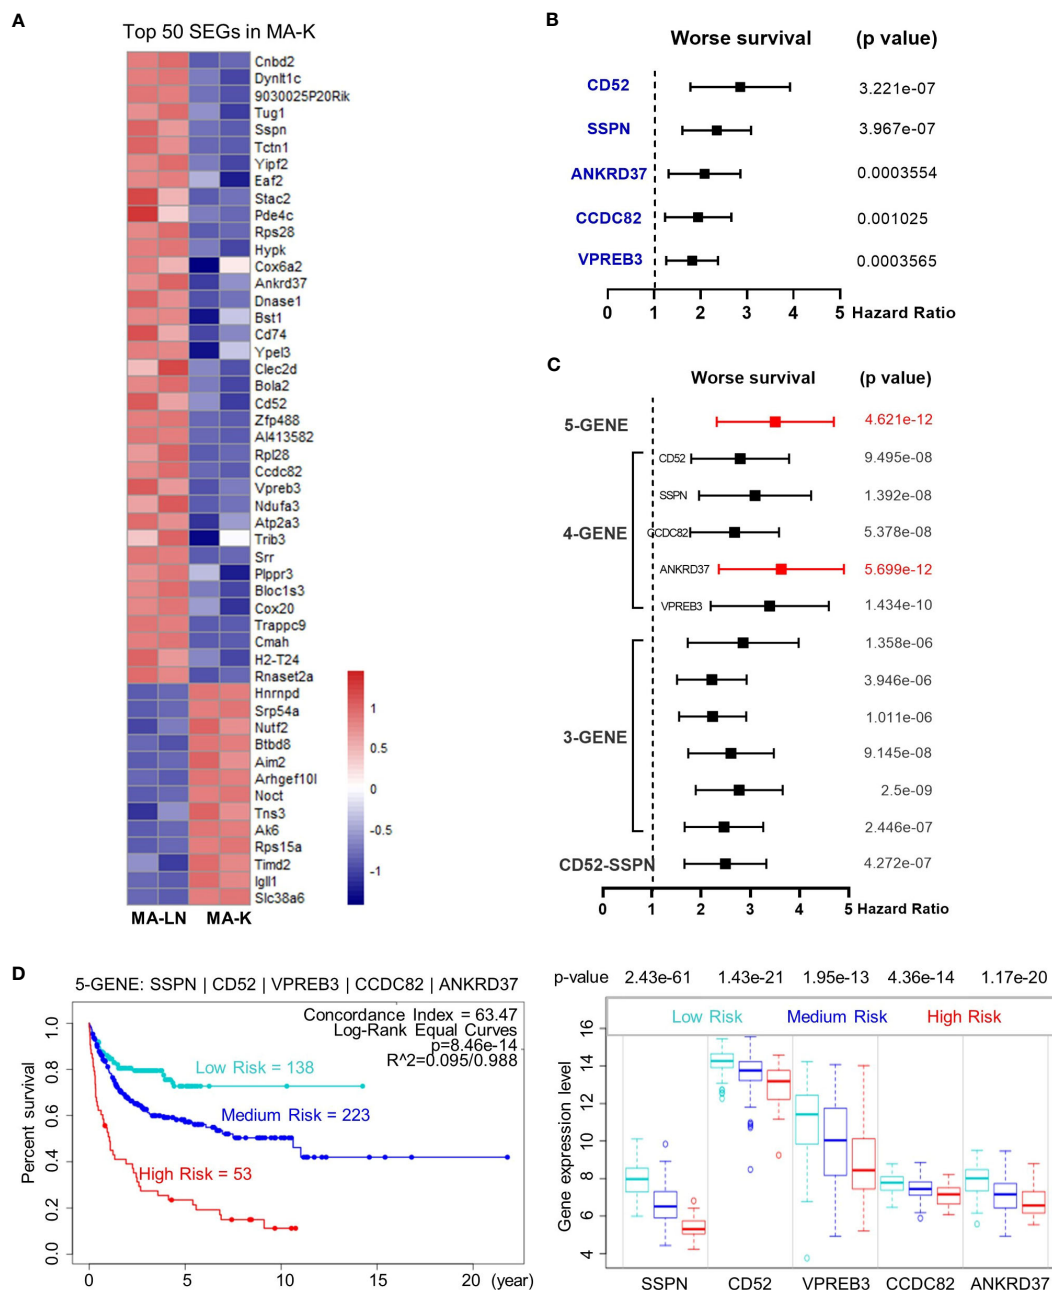 A
Top 50 SEGs in MA-K
Cnbd2
Dynlt1c
9030025P20Rik
Tug1
Sspn
Tctn1
Yipf2
Eaf2
Stac2
Pde4c
Rps28
Hypk
Cox6a2
Ankrd37
Dnase1
Bst1
Cd74
Ypel3
Clec2d
Bola2
Cd52
Zfp488
AI413582
Rpl28
Ccdc82
Vpreb3
Ndufa3
Atp2a3
Trib3
Srr
Plppr3
Bloc1s3
Cox20
Trappc9
Cmah
H2-T24
Rnaset2a
Hnrnpd
Srp54a
Nutf2
Btbd8
Aim2
Arhgef10l
Noct
Tns3
Ak6
Rps15a
Timd2
Igll1
Slc38a6
1
0.5
0
-0.5
-1
MA-LN MA-K
B
Worse survival (p value)
CD52 3.221e-07
SSPN 3.967e-07
ANKRD37 0.0003554
CCDC82 0.001025
VPREB3 0.0003565
0 1 2 3 4 5 Hazard Ratio
C
Worse survival (p value)
5-GENE 4.621e-12
CD52 9.495e-08
SSPN 1.392e-08
4-GENE CCDC82 5.378e-08
ANKRD37 5.699e-12
VPREB3 1.434e-10
1.358e-06
3.946e-06
3-GENE 1.011e-06
9.145e-08
2.5e-09
2.446e-07
CD52-SSPN 4.272e-07
0 1 2 3 4 5 Hazard Ratio
D
5-GENE: SSPN | CD52 | VPREB3 | CCDC82 | ANKRD37
Concordance Index = 63.47
Log-Rank Equal Curves
p=8.46e-14
R^2=0.095/0.988
Low Risk = 138
Medium Risk = 223
High Risk = 53
Percent survival
1.0
0.8
0.6
0.4
0.2
0.0
0 5 10 15 20 (year)
p-value 2.43e-61 1.43e-21 1.95e-13 4.36e-14 1.17e-20
Low Risk Medium Risk High Risk
Gene expression level
16
14
12
10
8
6
4
SSPN CD52 VPREB3 CCDC82 ANKRD37